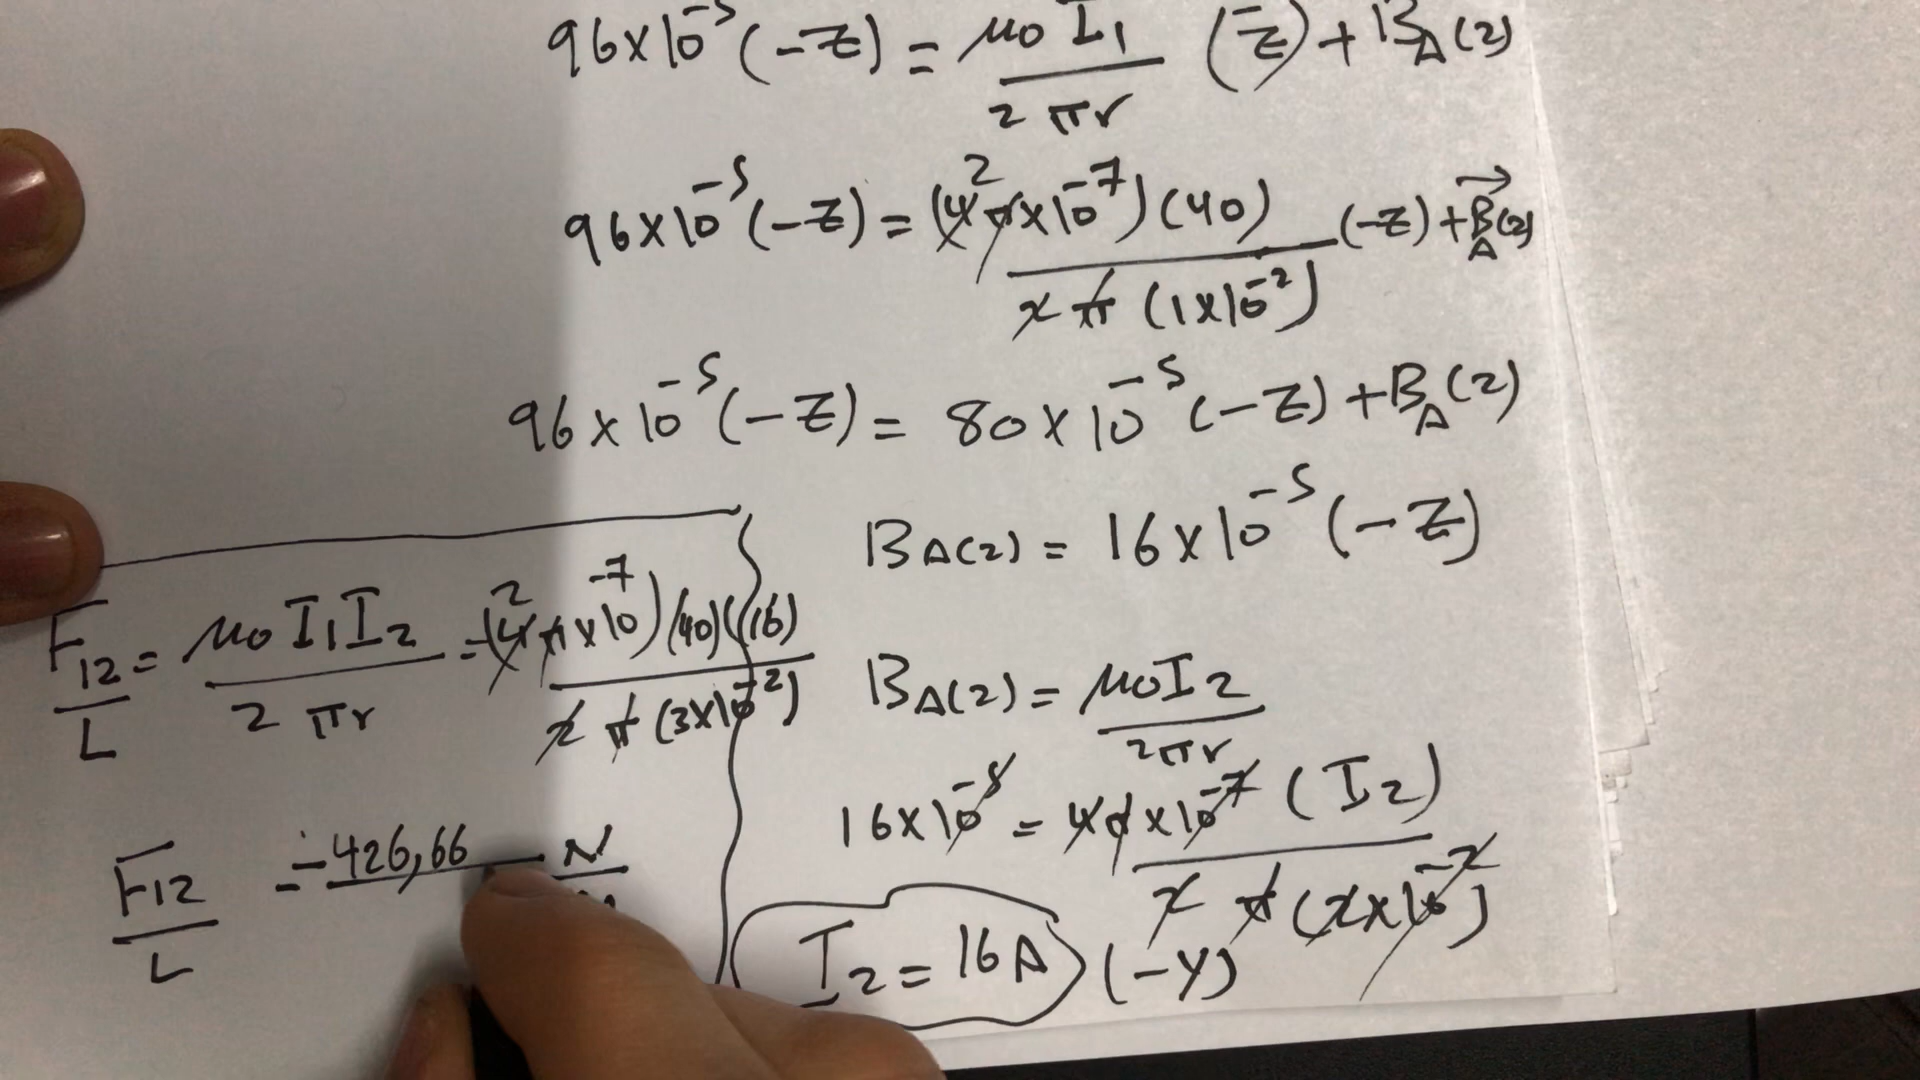 96×10⁻⁵(-Z) = μ₀ I₁ / 2πr (-Z) + B_A(2)
96×10⁻⁵(-Z) = (4π×10⁻⁷)(40) / 2π(1×10⁻²) (-Z) + B_A(2)
96×10⁻⁵(-Z) = 80×10⁻⁵(-Z) + B_A(2)
B_A(2) = 16×10⁻⁵(-Z)
B_A(2) = μ₀I₂ / 2πr
16×10⁻⁵ = 4π×10⁻⁷(I₂) / 2π(2×10⁻²)
I₂ = 16A (-Y)
F₁₂/L = μ₀I₁I₂ / 2πr = (4π×10⁻⁷)(40)(16) / 2π(3×10⁻²)
F₁₂/L = 426,66